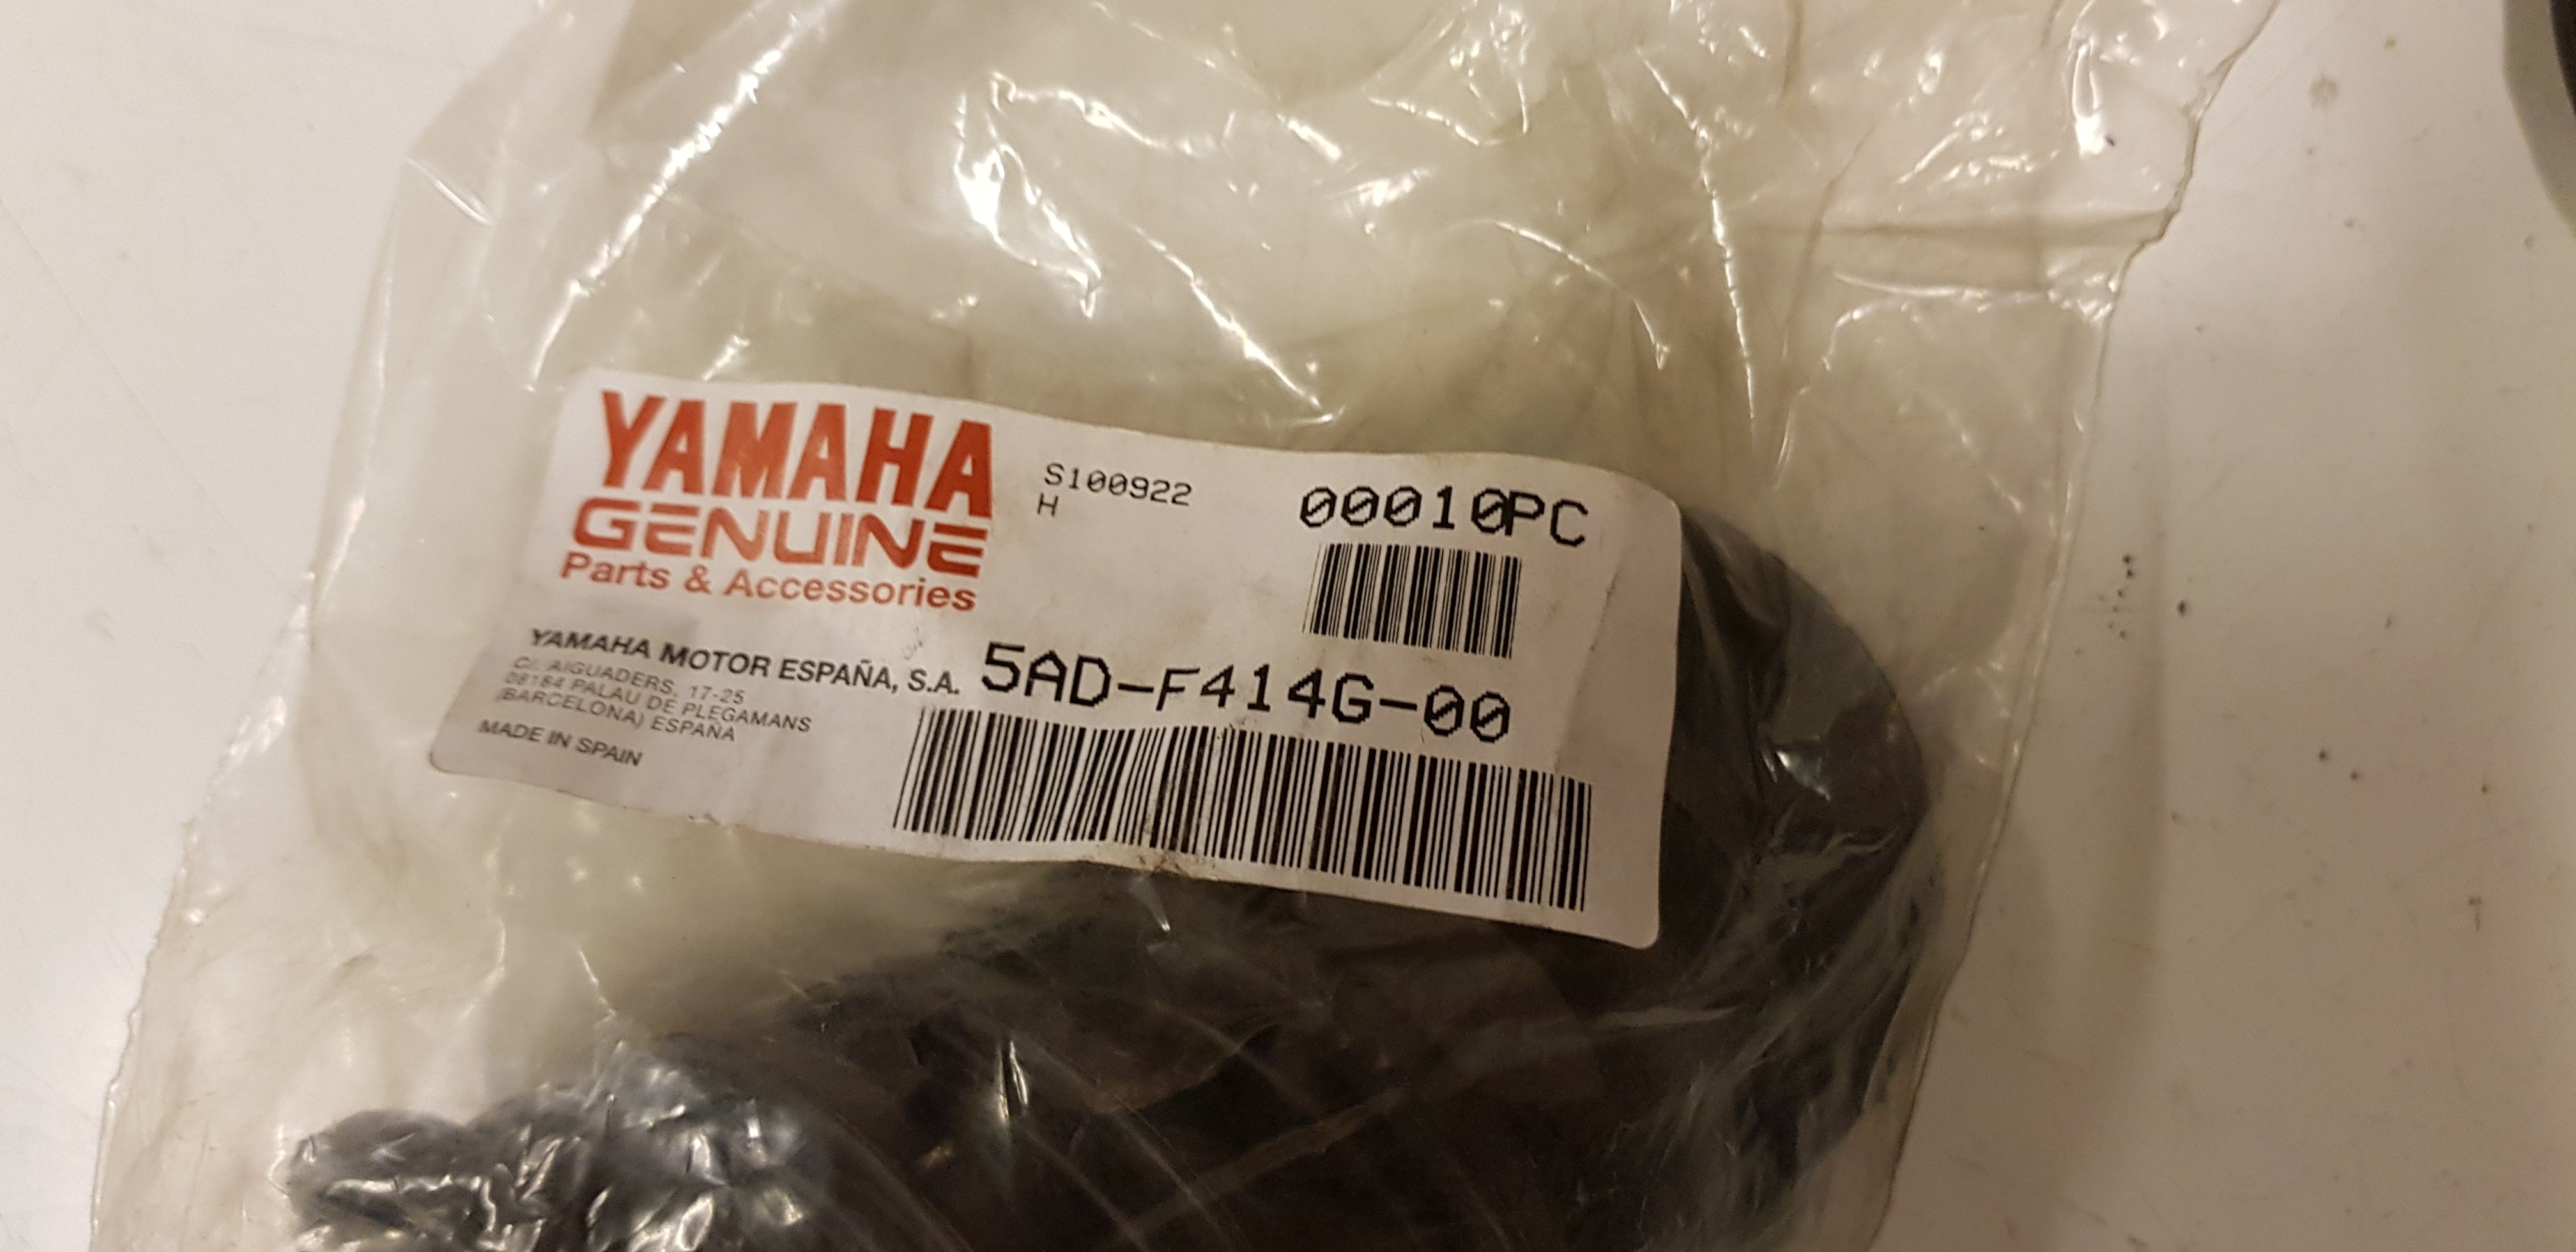 YAMAHA
GENUINE
Parts & Accessories
S100922
H
00010PC
YAMAHA MOTOR ESPAÑA, S.A.
C/. AIGUADERS, 17-25
08184 PALAU DE PLEGAMANS
(BARCELONA) ESPAÑA
MADE IN SPAIN
5AD-F414G-00